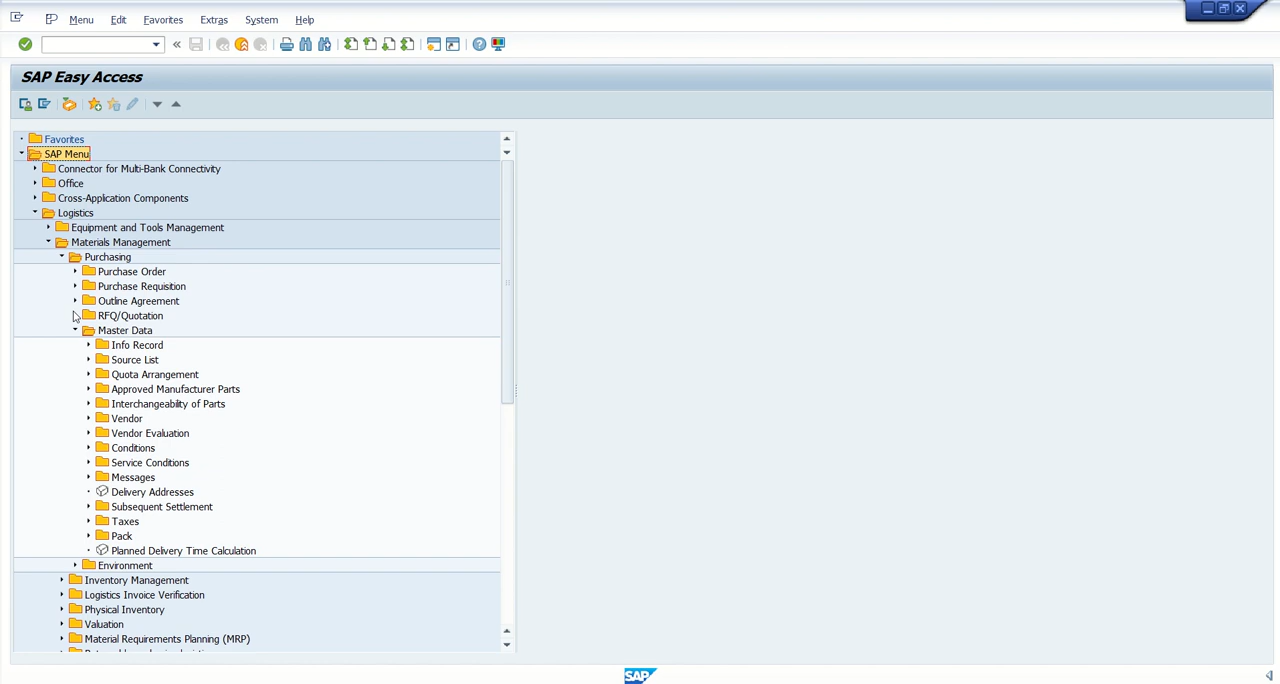 Menu Edit Favorites Extras System Help
SAP Easy Access
Favorites
SAP Menu
Connector for Multi-Bank Connectivity
Office
Cross-Application Components
Logistics
Equipment and Tools Management
Materials Management
Purchasing
Purchase Order
Purchase Requisition
Outline Agreement
RFQ/Quotation
Master Data
Info Record
Source List
Quota Arrangement
Approved Manufacturer Parts
Interchangeability of Parts
Vendor
Vendor Evaluation
Conditions
Service Conditions
Messages
Delivery Addresses
Subsequent Settlement
Taxes
Pack
Planned Delivery Time Calculation
Environment
Inventory Management
Logistics Invoice Verification
Physical Inventory
Valuation
Material Requirements Planning (MRP)
SAP